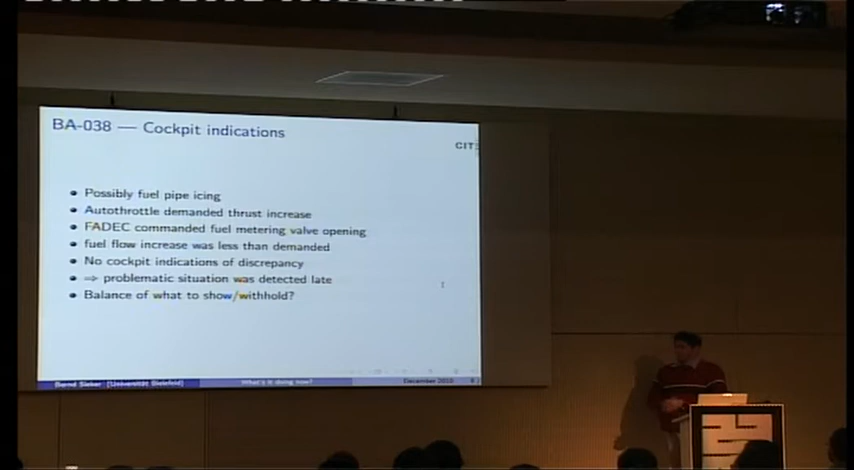 BA-038 — Cockpit indications
CIT
Possibly fuel pipe icing
Autothrottle demanded thrust increase
FADEC commanded fuel metering valve opening
fuel flow increase was less than demanded
No cockpit indications of discrepancy
⇒ problematic situation was detected late
Balance of what to show/withhold?
Bernd Sieker (Universität Bielefeld) What's it doing now? December 2010